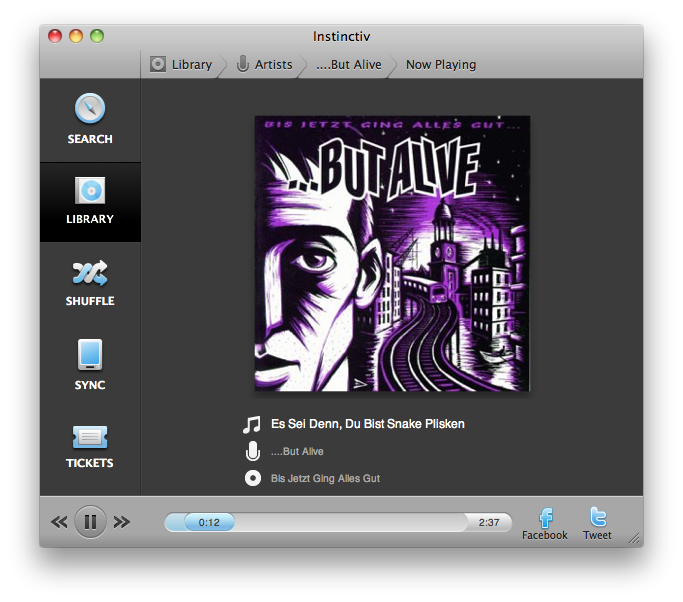 Instinctiv
Library Artists ....But Alive Now Playing
SEARCH
LIBRARY
SHUFFLE
SYNC
TICKETS
BIS JETZT GING ALLES GUT...
...BUT ALIVE
Es Sei Denn, Du Bist Snake Plisken
....But Alive
Bis Jetzt Ging Alles Gut
0:12 2:37
Facebook Tweet